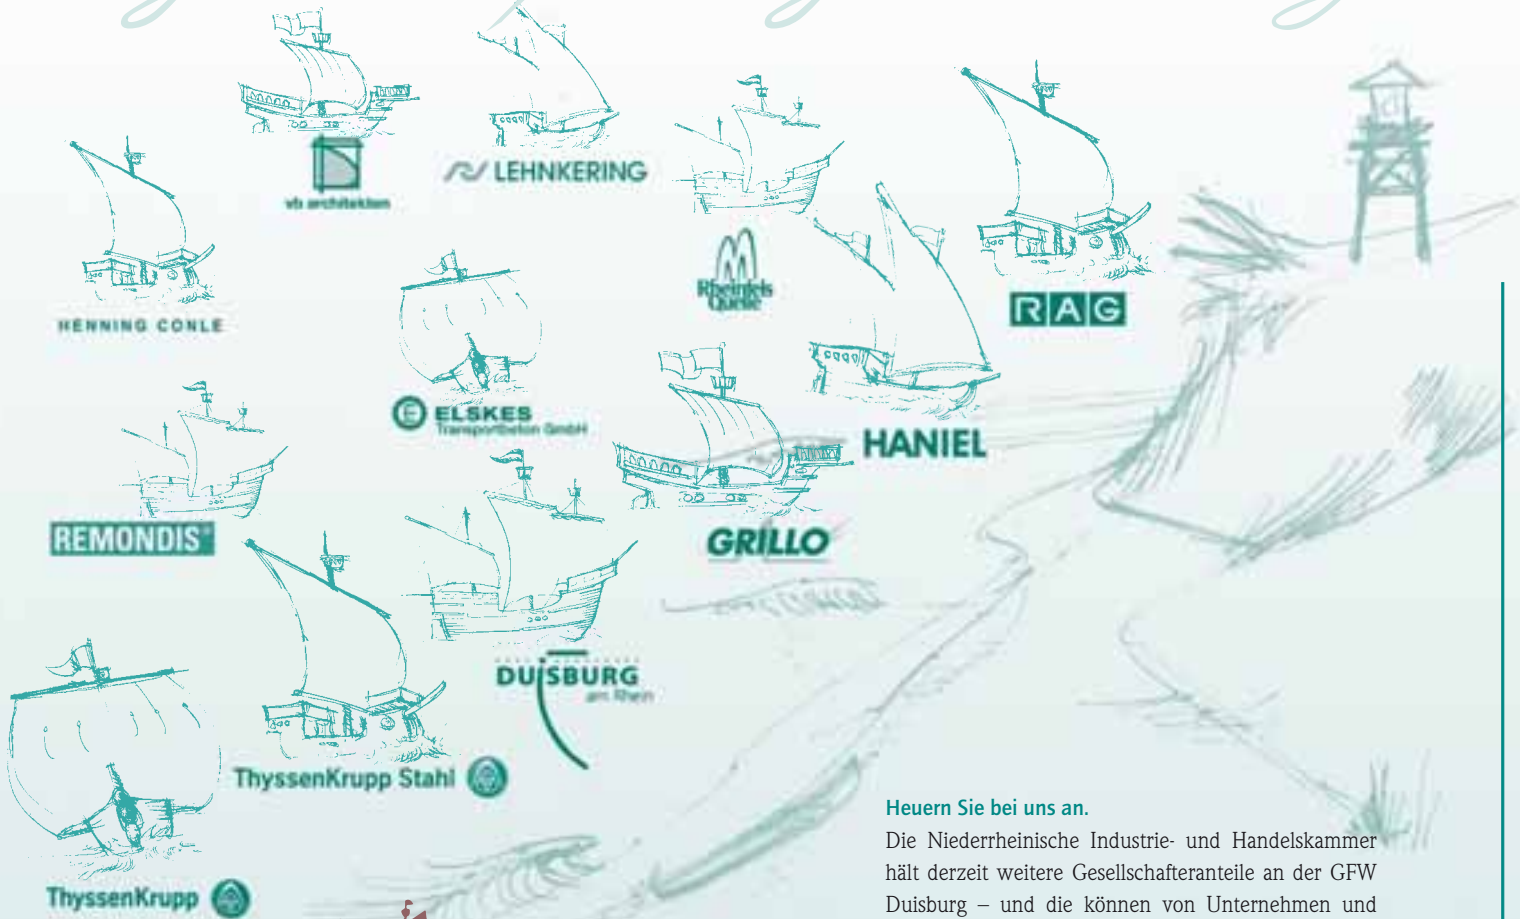 vb architekten
LEHNKERING
Rheinfels
Quelle
HENNING CONLE
RAG
ELSKES
Transportbeton GmbH
HANIEL
REMONDIS®
GRILLO
DUISBURG
am Rhein
ThyssenKrupp Stahl
ThyssenKrupp
Heuern Sie bei uns an.
Die Niederrheinische Industrie- und Handelskammer
hält derzeit weitere Gesellschafteranteile an der GFW
Duisburg – und die können von Unternehmen und